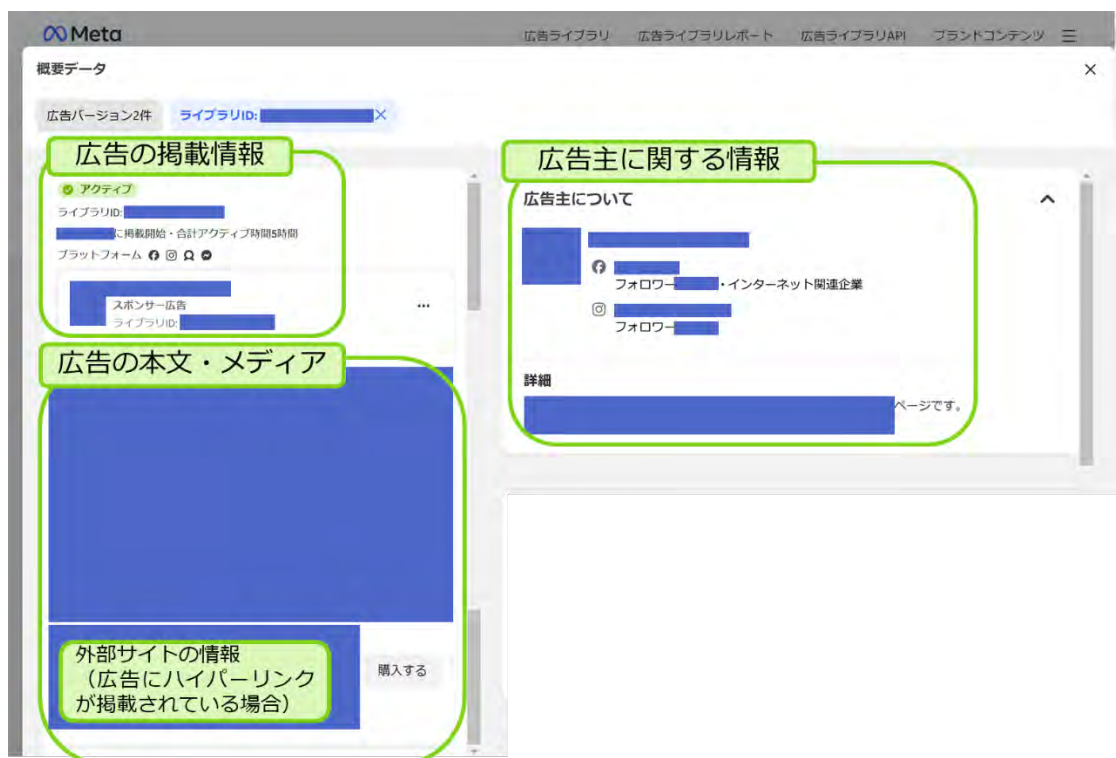 Meta
広告ライブラリ 広告ライブラリレポート 広告ライブラリAPI ブランドコンテンツ
概要データ
広告バージョン2件 ライブラリID:
広告の掲載情報
アクティブ
ライブラリID:
に掲載開始・合計アクティブ時間5時間
プラットフォーム
スポンサー広告
ライブラリID:
広告の本文・メディア
外部サイトの情報
(広告にハイパーリンク
が掲載されている場合)
購入する
広告主に関する情報
広告主について
フォロワー ・インターネット関連企業
フォロワー
詳細
ページです。